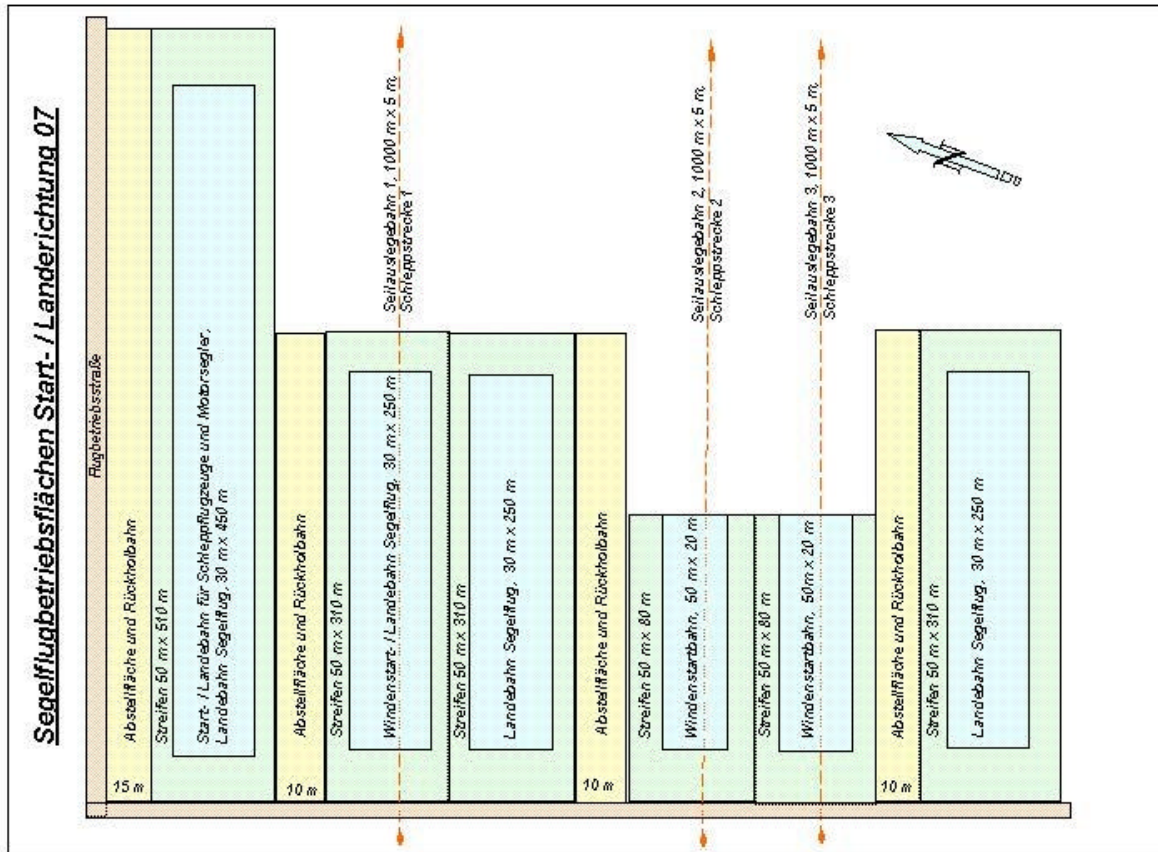 Segelflugbetriebsflächen Start- / Landerichtung 07
Flugbetriebsstraße
Abstellfläche und Rückholbahn
15 m
Streifen 50 m x 510 m
Start- / Landebahn für Schleppflugzeuge und Motorsegler,
Landebahn Segelflug, 30 m x 450 m
Abstellfläche und Rückholbahn
10 m
Streifen 50 m x 310 m
Windenstart- / Landebahn Segelflug, 30 m x 250 m
Seilauslegebahn 1, 1000 m x 5 m,
Schleppstrecke 1
Streifen 50 m x 310 m
Landebahn Segelflug, 30 m x 250 m
Abstellfläche und Rückholbahn
10 m
Streifen 50 m x 80 m
Windenstartbahn, 50 m x 20 m
Seilauslegebahn 2, 1000 m x 5 m,
Schleppstrecke 2
Streifen 50 m x 80 m
Windenstartbahn, 50m x 20 m
Seilauslegebahn 3, 1000 m x 5 m,
Schleppstrecke 3
Abstellfläche und Rückholbahn
10 m
Streifen 50 m x 310 m
Landebahn Segelflug, 30 m x 250 m
N